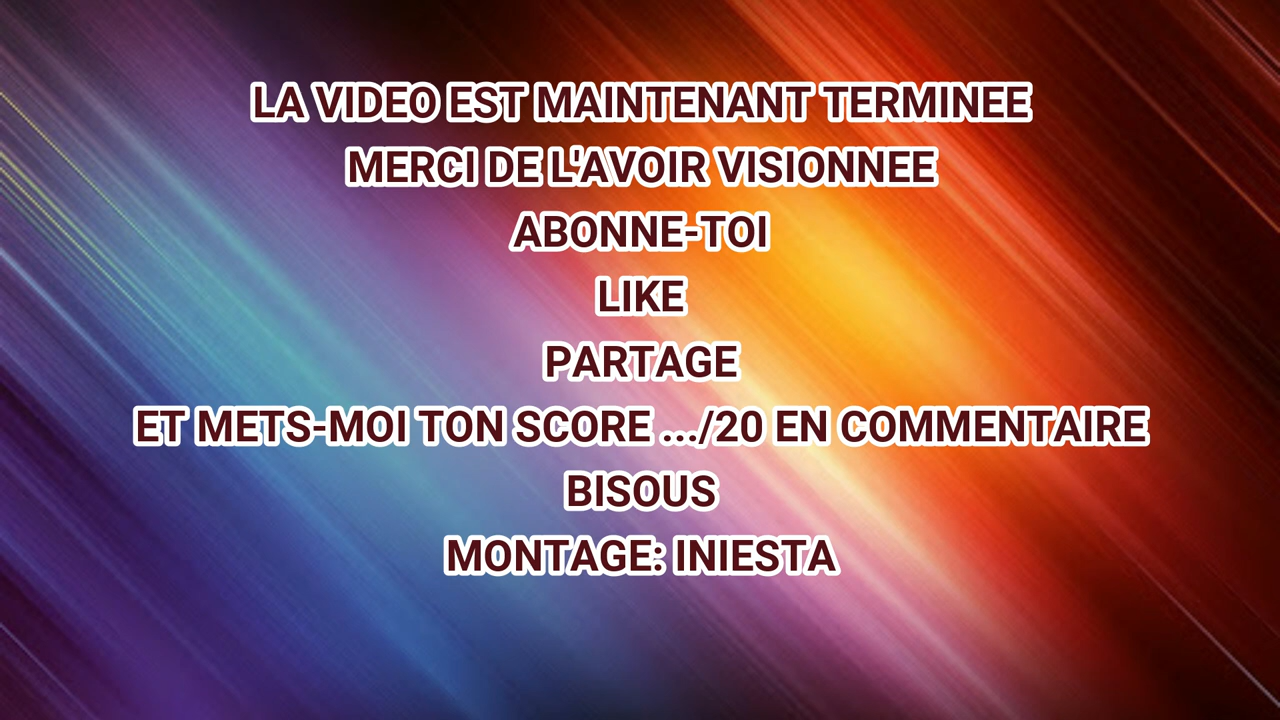 LA VIDEO EST MAINTENANT TERMINEE
MERCI DE L'AVOIR VISIONNEE
ABONNE-TOI
LIKE
PARTAGE
ET METS-MOI TON SCORE .../20 EN COMMENTAIRE
BISOUS
MONTAGE: INIESTA